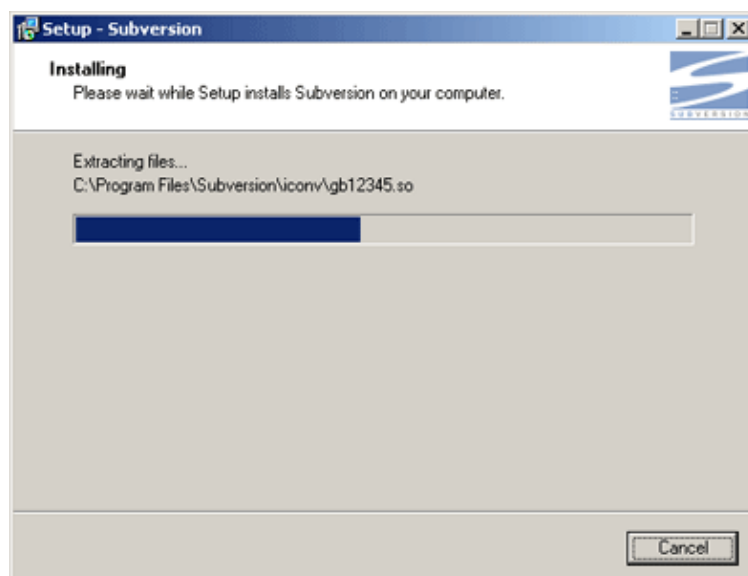 Setup - Subversion
Installing
Please wait while Setup installs Subversion on your computer.
SUBVERSION
Extracting files...
C:\Program Files\Subversion\iconv\gb12345.so
Cancel